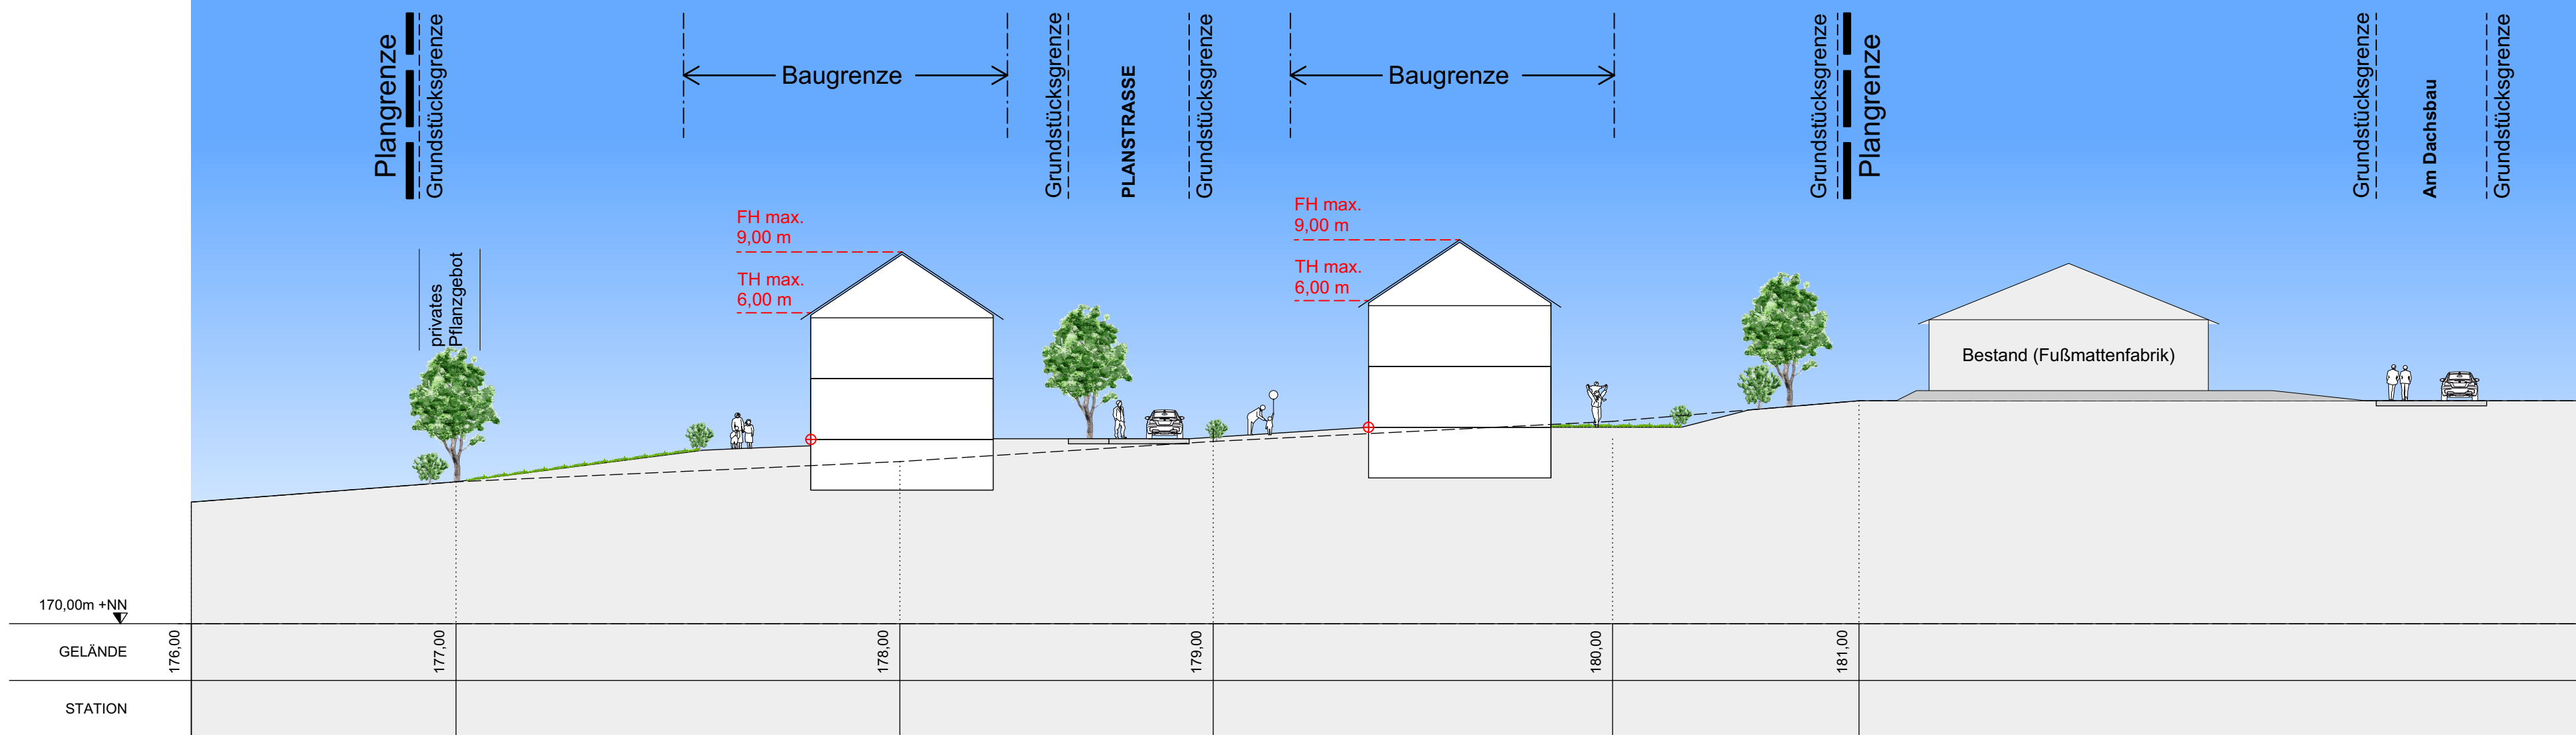 Plangrenze
Grundstücksgrenze
Baugrenze
Grundstücksgrenze
PLANSTRASSE
Grundstücksgrenze
Baugrenze
Grundstücksgrenze
Plangrenze
Grundstücksgrenze
Am Dachsbau
Grundstücksgrenze
privates
Pflanzgebot
FH max.
9,00 m
TH max.
6,00 m
FH max.
9,00 m
TH max.
6,00 m
Bestand (Fußmattenfabrik)
170,00m +NN
GELÄNDE
176,00
177,00
178,00
179,00
180,00
181,00
STATION